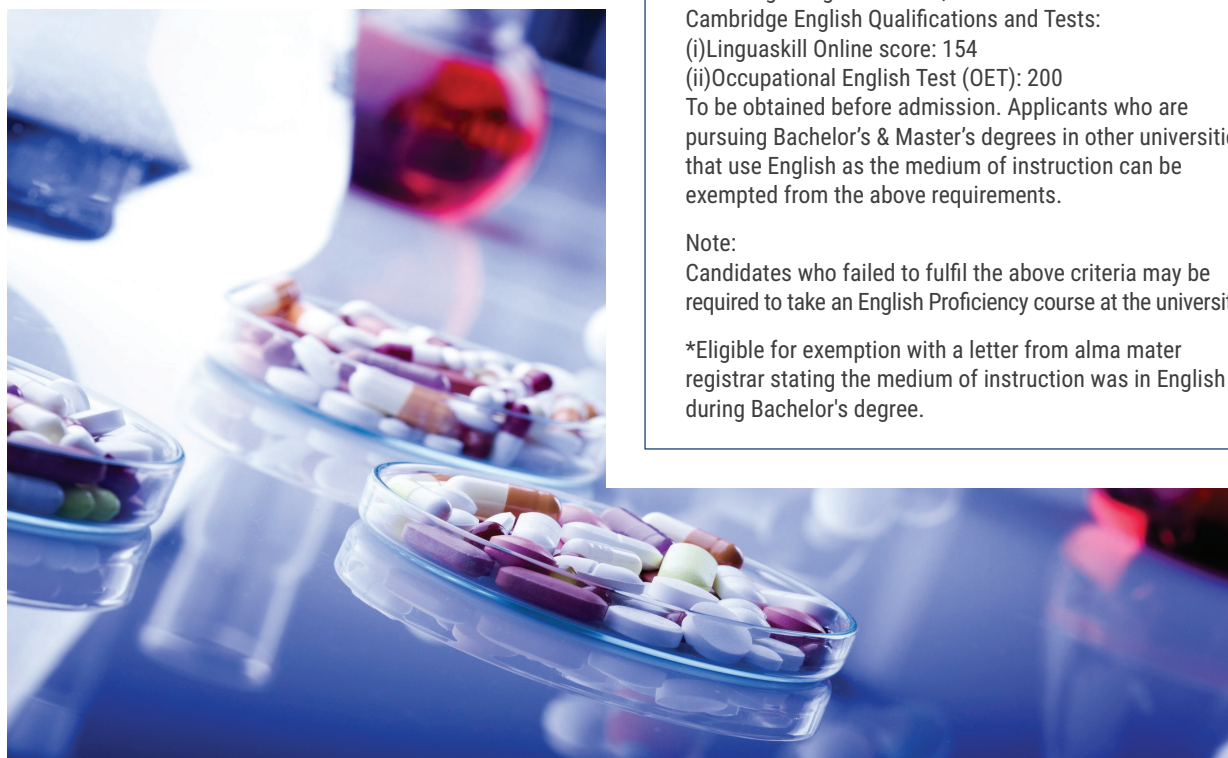 Cambridge English Qualifications and Tests:
(i)Linguaskill Online score: 154
(ii)Occupational English Test (OET): 200
To be obtained before admission. Applicants who are
pursuing Bachelor’s & Master’s degrees in other
that use English as the medium of instruction can be
exempted from the above requirements.
Note:
Candidates who failed to fulfil the above criteria may be
required to take an English Proficiency course at the
*Eligible for exemption with a letter from alma mater
registrar stating the medium of instruction was in English
during Bachelor's degree.